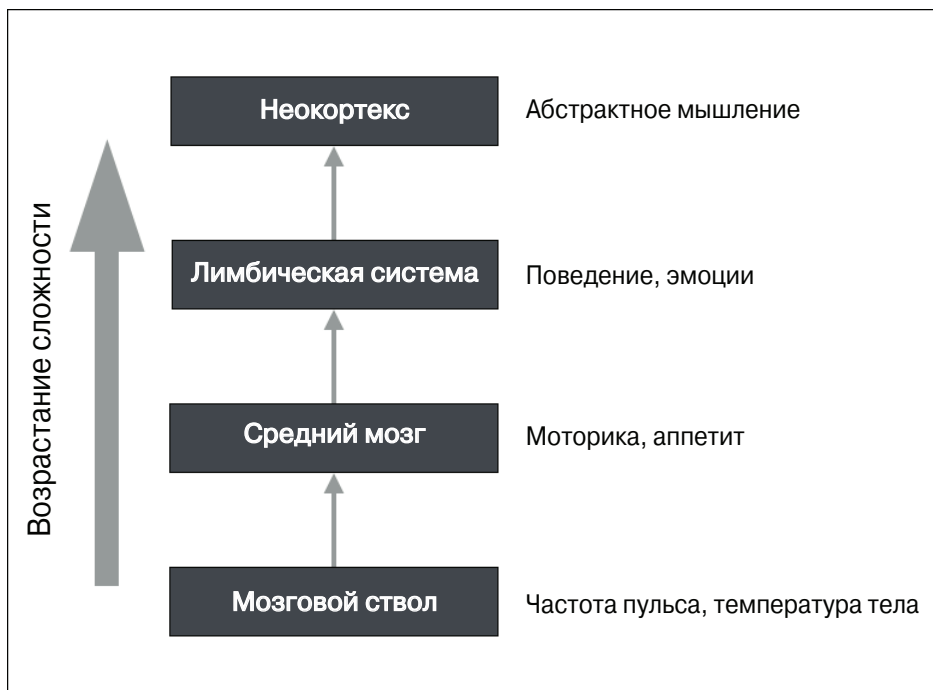 Неокортекс
Абстрактное мышление
Лимбическая система
Поведение, эмоции
Средний мозг
Моторика, аппетит
Мозговой ствол
Частота пульса, температура тела
Возрастание сложности